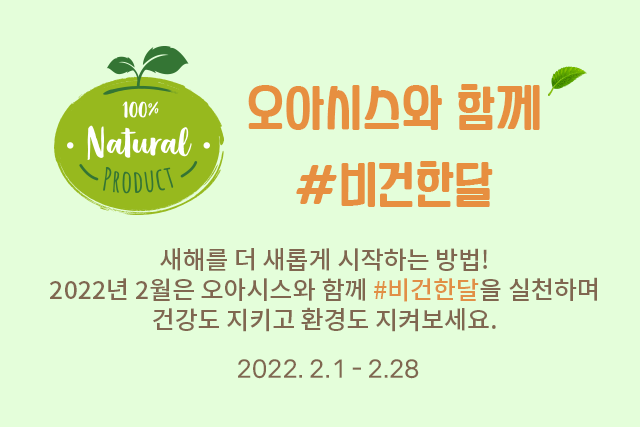 100%
Natural
PRODUCT
오아시스와 함께
#비건한달
새해를 더 새롭게 시작하는 방법!
2022년 2월은 오아시스와 함께 #비건한달을 실천하며
건강도 지키고 환경도 지켜보세요.
2022. 2.1 - 2.28